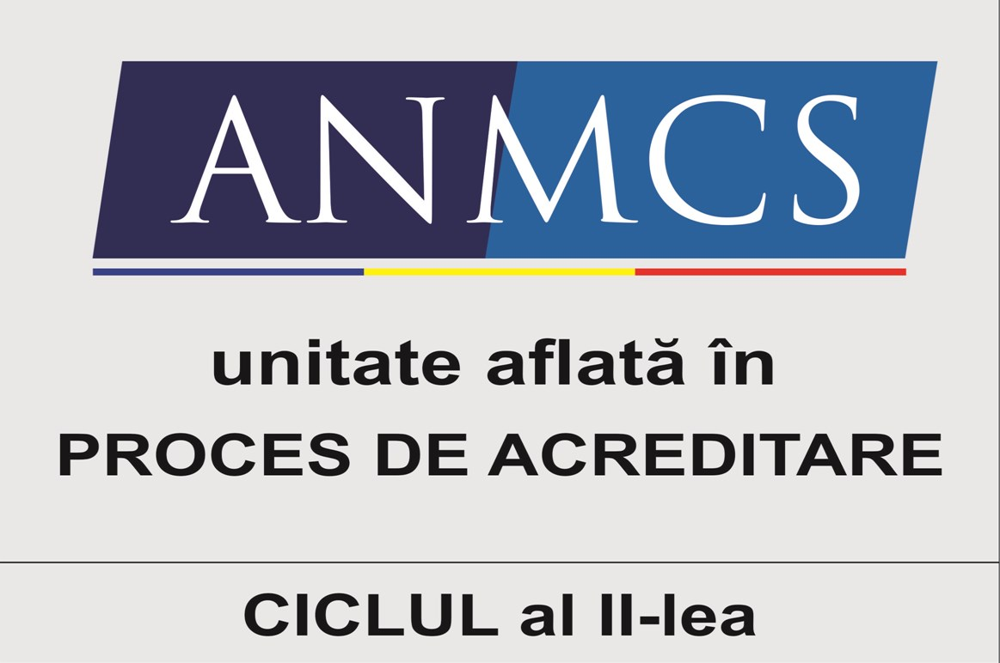 ANMCS
unitate aflată în
PROCES DE ACREDITARE
CICLUL al II-lea